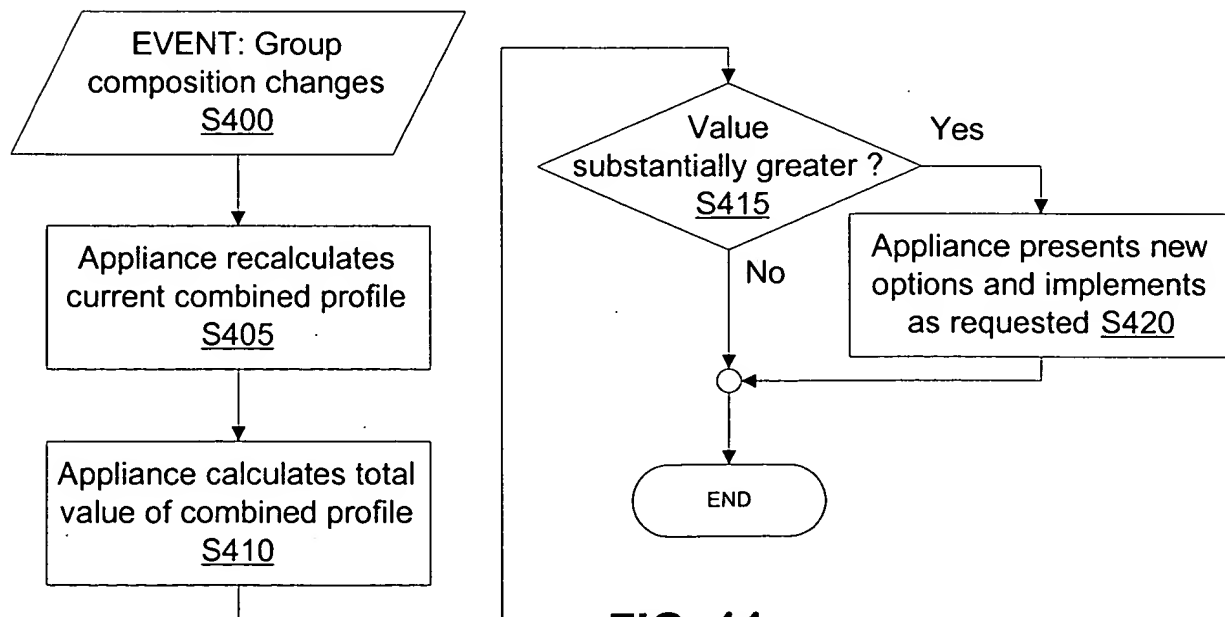 EVENT: Group
composition changes
S400
Appliance recalculates
current combined profile
S405
Appliance calculates total
value of combined profile
S410
Value
substantially greater ?
S415
Yes
No
Appliance presents new
options and implements
as requested S420
END